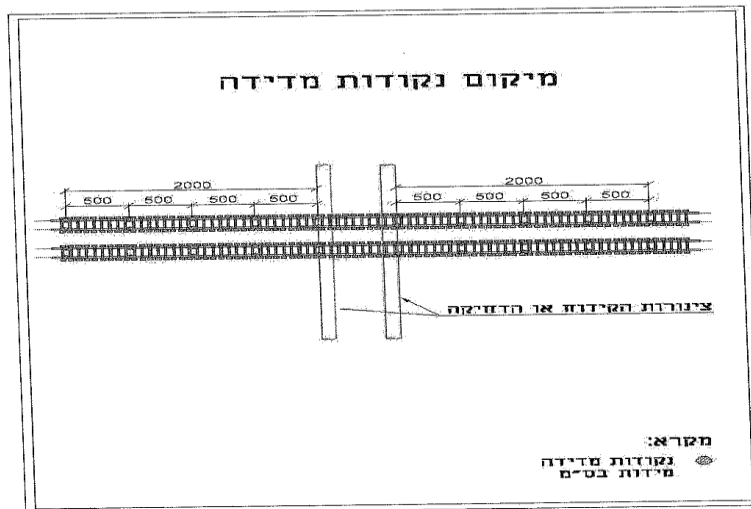 מיקום נקודות מדידה
2000 2000
500 500 500 500 500 500 500 500
צינורות הקידוח או הדחיקה
מקרא:
נקודות מדידה
מידות בס״מ